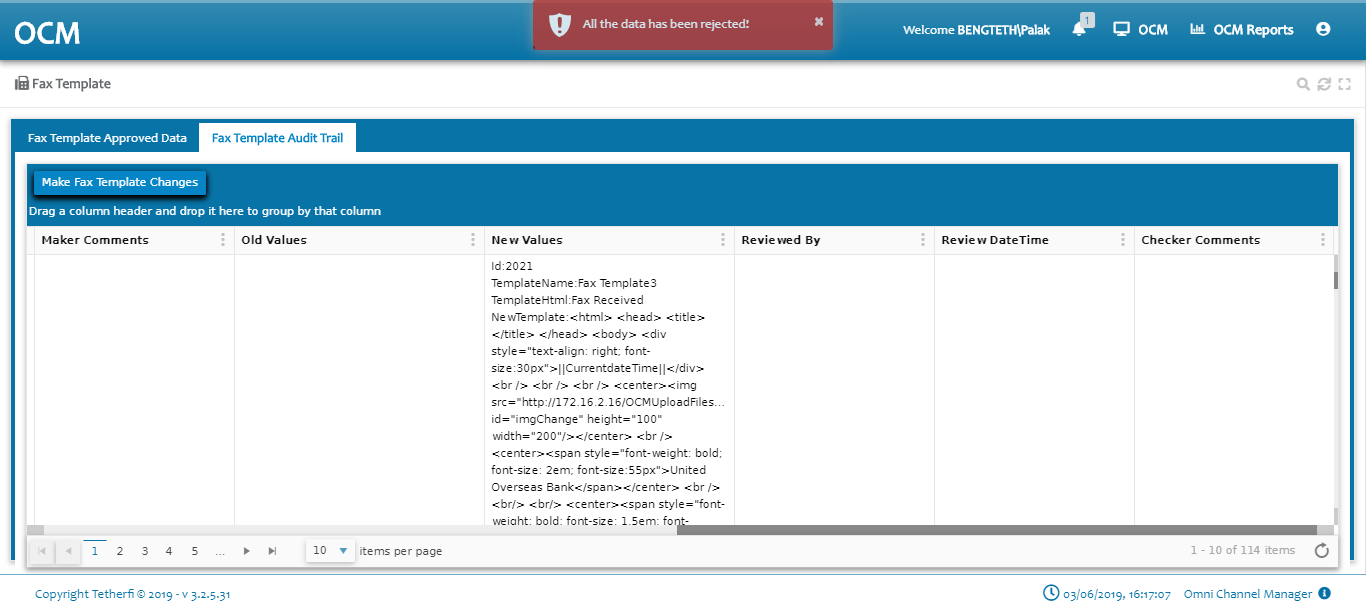 OCM
All the data has been rejected!
Welcome BENGTETH\Palak
1
OCM
OCM Reports
Fax Template
Fax Template Approved Data
Fax Template Audit Trail
Make Fax Template Changes
Drag a column header and drop it here to group by that column
Maker Comments
Old Values
New Values
Reviewed By
Review DateTime
Checker Comments
Id:2021
TemplateName:Fax Template3
TemplateHtml:Fax Received
NewTemplate:<html> <head> <title>
</title> </head> <body> <div
style="text-align: right; font-
size:30px">||CurrentdateTime||</div>
<br /> <br /> <br /> <center><img
src="http://172.16.2.16/OCMUploadFiles...
id="imgChange" height="100"
width="200"/></center> <br />
<center><span style="font-weight: bold;
font-size: 2em; font-size:55px">United
Overseas Bank</span></center> <br />
<br/> <br/> <center><span style="font-
weight: bold; font-size: 1.5em; font-
1 2 3 4 5 ...
10 items per page
1 - 10 of 114 items
Copyright Tetherfi © 2019 - v 3.2.5.31
03/06/2019, 16:17:07
Omni Channel Manager